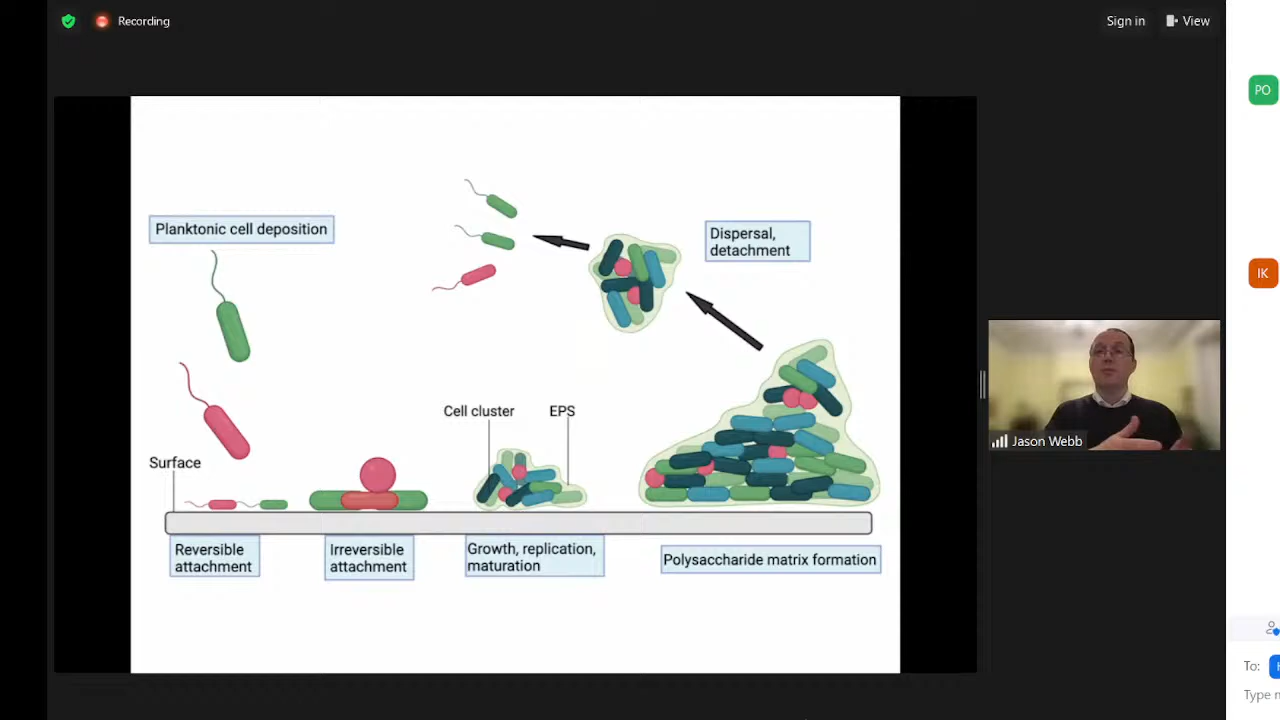 Recording
Sign in
View
PO
IK
Planktonic cell deposition
Dispersal,
detachment
Cell cluster
EPS
Surface
Reversible
attachment
Irreversible
attachment
Growth, replication,
maturation
Polysaccharide matrix formation
Jason Webb
To:
Type